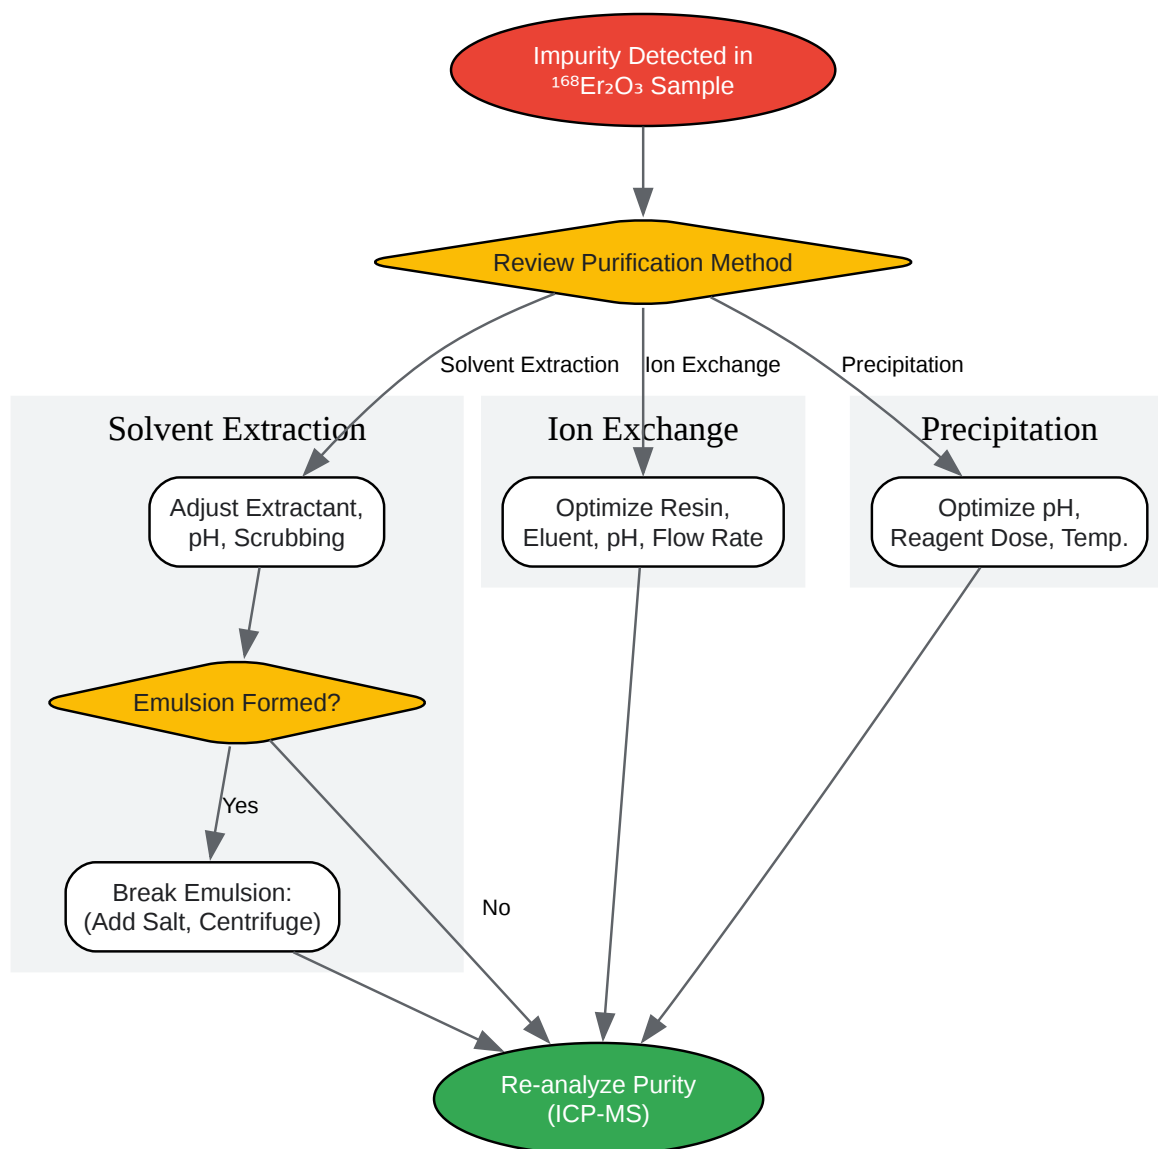 Impurity Detected in
¹⁶⁸Er₂O₃ Sample
Review Purification Method
Solvent Extraction
Ion Exchange
Precipitation
Solvent Extraction
Ion Exchange
Precipitation
Adjust Extractant,
pH, Scrubbing
Optimize Resin,
Eluent, pH, Flow Rate
Optimize pH,
Reagent Dose, Temp.
Emulsion Formed?
Yes
Break Emulsion:
(Add Salt, Centrifuge)
No
Re-analyze Purity
(ICP-MS)